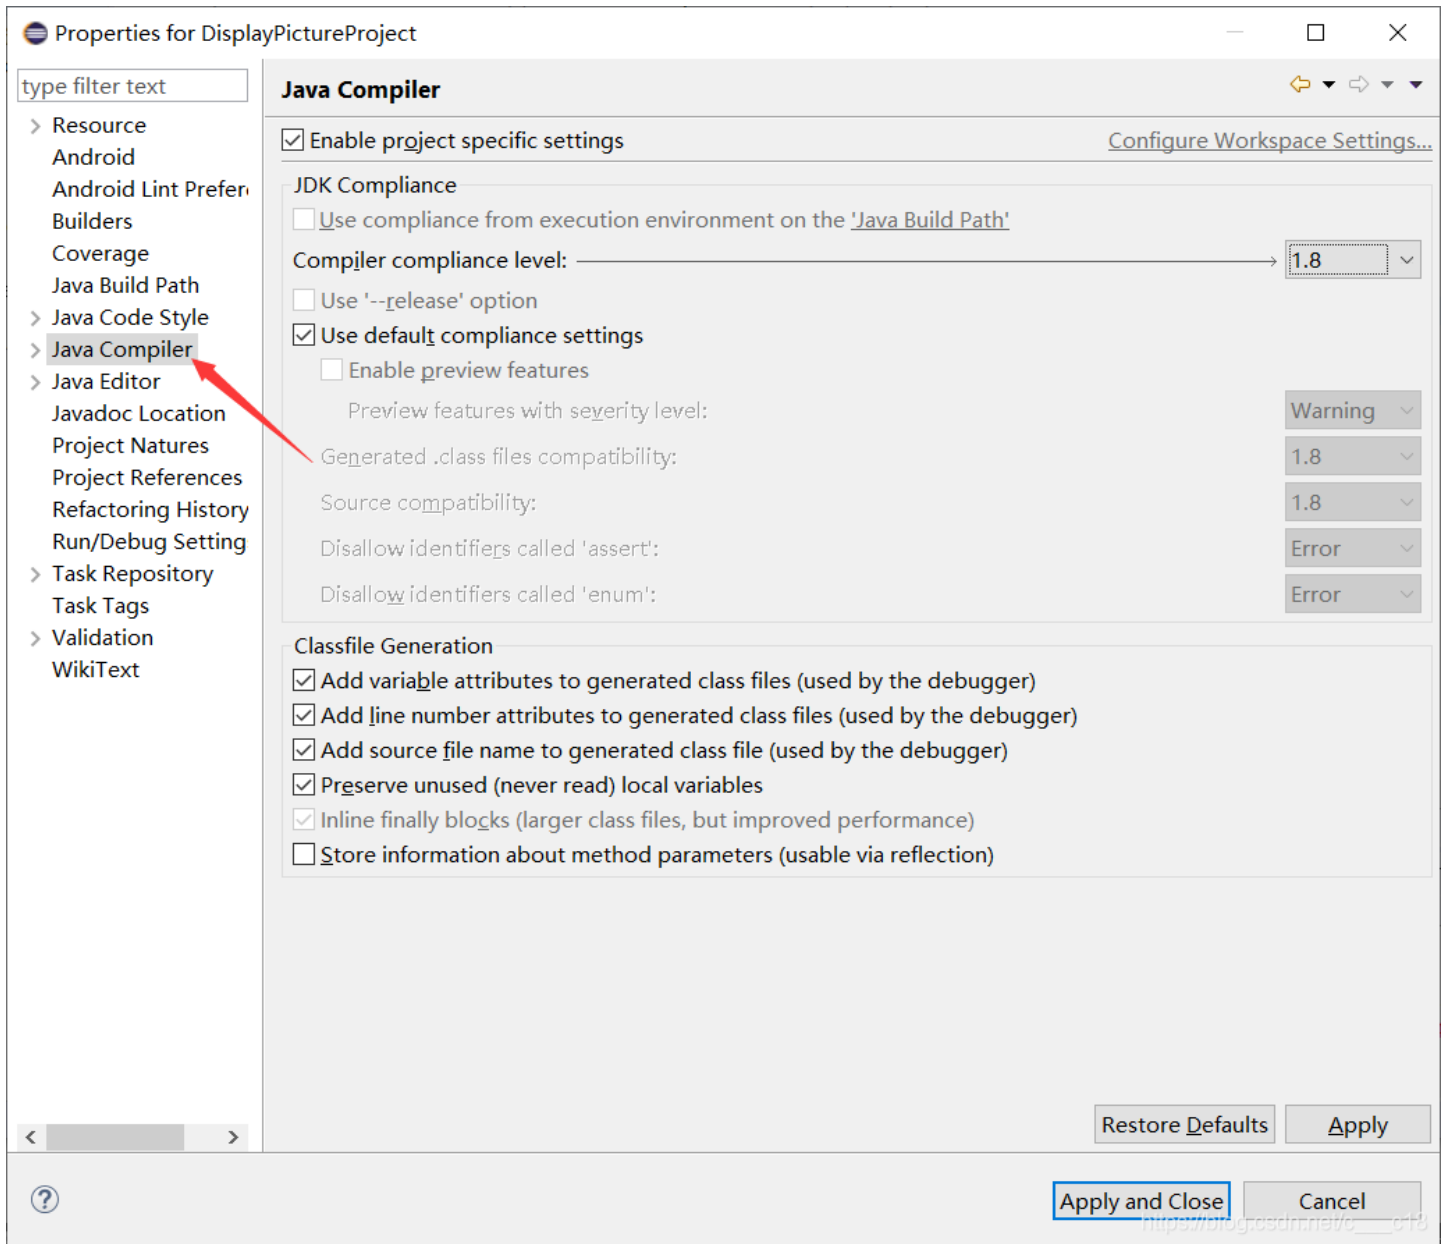 Properties for DisplayPictureProject
type filter text
Resource
Android
Android Lint Prefer
Builders
Coverage
Java Build Path
Java Code Style
Java Compiler
Java Editor
Javadoc Location
Project Natures
Project References
Refactoring History
Run/Debug Setting
Task Repository
Task Tags
Validation
WikiText
Java Compiler
Enable project specific settings
Configure Workspace Settings...
JDK Compliance
Use compliance from execution environment on the 'Java Build Path'
Compiler compliance level: 1.8
Use '--release' option
Use default compliance settings
Enable preview features
Preview features with severity level: Warning
Generated .class files compatibility: 1.8
Source compatibility: 1.8
Disallow identifiers called 'assert': Error
Disallow identifiers called 'enum': Error
Classfile Generation
Add variable attributes to generated class files (used by the debugger)
Add line number attributes to generated class files (used by the debugger)
Add source file name to generated class file (used by the debugger)
Preserve unused (never read) local variables
Inline finally blocks (larger class files, but improved performance)
Store information about method parameters (usable via reflection)
Restore Defaults
Apply
Apply and Close
Cancel